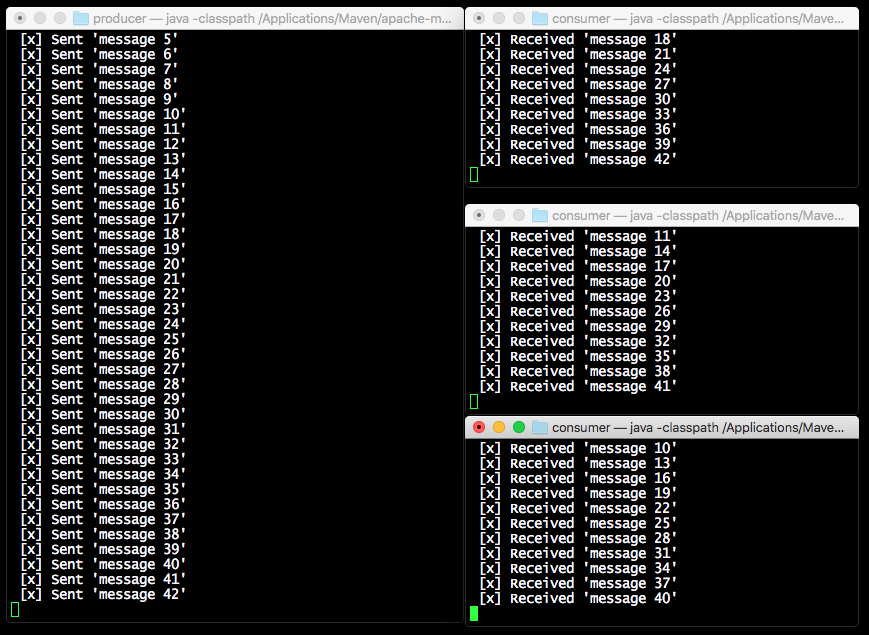 producer — java -classpath /Applications/Maven/apache-m...
[x] Sent 'message 5'
[x] Sent 'message 6'
[x] Sent 'message 7'
[x] Sent 'message 8'
[x] Sent 'message 9'
[x] Sent 'message 10'
[x] Sent 'message 11'
[x] Sent 'message 12'
[x] Sent 'message 13'
[x] Sent 'message 14'
[x] Sent 'message 15'
[x] Sent 'message 16'
[x] Sent 'message 17'
[x] Sent 'message 18'
[x] Sent 'message 19'
[x] Sent 'message 20'
[x] Sent 'message 21'
[x] Sent 'message 22'
[x] Sent 'message 23'
[x] Sent 'message 24'
[x] Sent 'message 25'
[x] Sent 'message 26'
[x] Sent 'message 27'
[x] Sent 'message 28'
[x] Sent 'message 29'
[x] Sent 'message 30'
[x] Sent 'message 31'
[x] Sent 'message 32'
[x] Sent 'message 33'
[x] Sent 'message 34'
[x] Sent 'message 35'
[x] Sent 'message 36'
[x] Sent 'message 37'
[x] Sent 'message 38'
[x] Sent 'message 39'
[x] Sent 'message 40'
[x] Sent 'message 41'
[x] Sent 'message 42'
consumer — java -classpath /Applications/Mave...
[x] Received 'message 18'
[x] Received 'message 21'
[x] Received 'message 24'
[x] Received 'message 27'
[x] Received 'message 30'
[x] Received 'message 33'
[x] Received 'message 36'
[x] Received 'message 39'
[x] Received 'message 42'
consumer — java -classpath /Applications/Mave...
[x] Received 'message 11'
[x] Received 'message 14'
[x] Received 'message 17'
[x] Received 'message 20'
[x] Received 'message 23'
[x] Received 'message 26'
[x] Received 'message 29'
[x] Received 'message 32'
[x] Received 'message 35'
[x] Received 'message 38'
[x] Received 'message 41'
consumer — java -classpath /Applications/Mave...
[x] Received 'message 10'
[x] Received 'message 13'
[x] Received 'message 16'
[x] Received 'message 19'
[x] Received 'message 22'
[x] Received 'message 25'
[x] Received 'message 28'
[x] Received 'message 31'
[x] Received 'message 34'
[x] Received 'message 37'
[x] Received 'message 40'